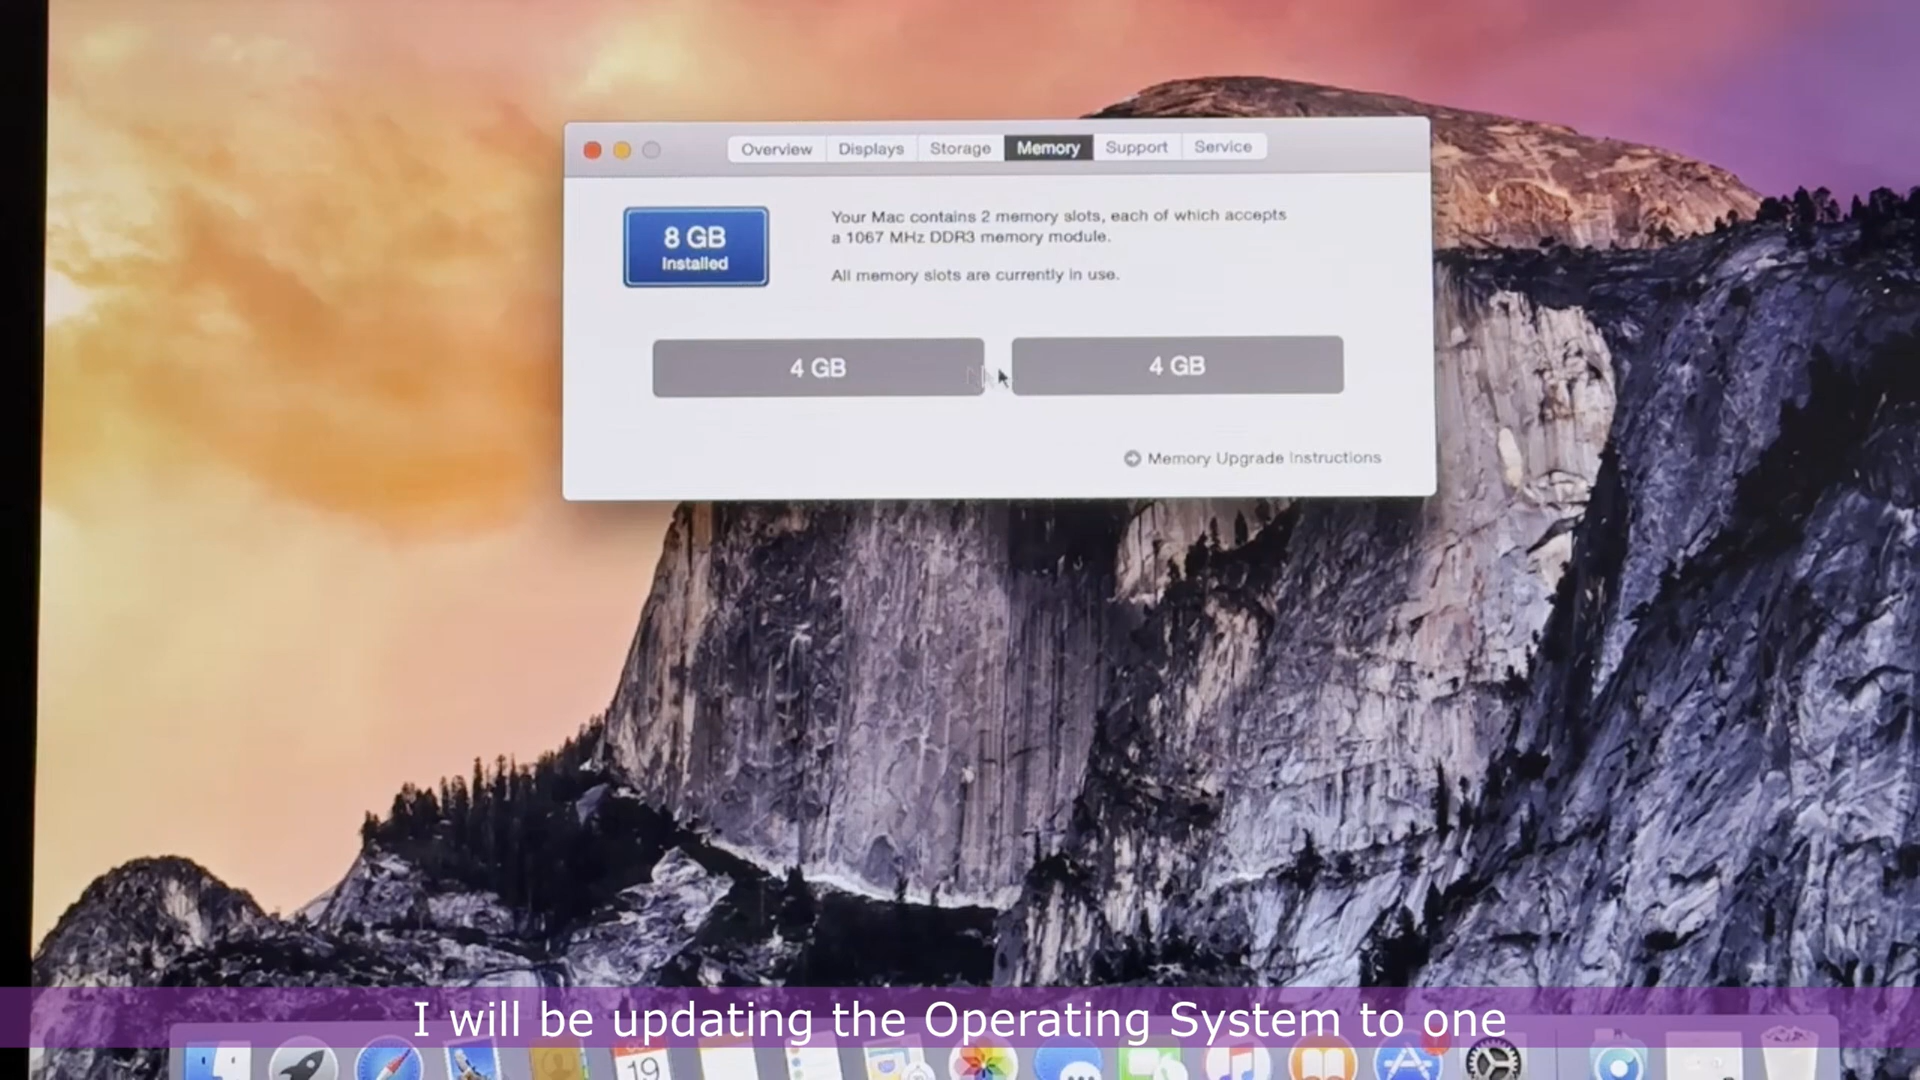 Overview Displays Storage Memory Support Service
8 GB
Installed
Your Mac contains 2 memory slots, each of which accepts
a 1067 MHz DDR3 memory module.
All memory slots are currently in use.
4 GB
4 GB
Memory Upgrade Instructions
I will be updating the Operating System to one
19